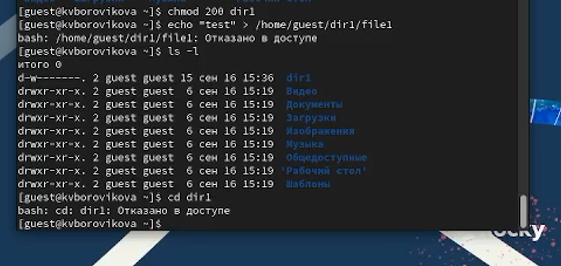 [guest@kvborovikova ~]$ chmod 200 dir1
[guest@kvborovikova ~]$ echo "test" > /home/guest/dir1/file1
bash: /home/guest/dir1/file1: Отказано в доступе
[guest@kvborovikova ~]$ ls -l
итого 0
d-w-------. 2 guest guest 15 сен 16 15:36  dir1
drwxr-xr-x. 2 guest guest  6 сен 16 15:19  Видео
drwxr-xr-x. 2 guest guest  6 сен 16 15:19  Документы
drwxr-xr-x. 2 guest guest  6 сен 16 15:19  Загрузки
drwxr-xr-x. 2 guest guest  6 сен 16 15:19  Изображения
drwxr-xr-x. 2 guest guest  6 сен 16 15:19  Музыка
drwxr-xr-x. 2 guest guest  6 сен 16 15:19  Общедоступные
drwxr-xr-x. 2 guest guest  6 сен 16 15:19 'Рабочий стол'
drwxr-xr-x. 2 guest guest  6 сен 16 15:19  Шаблоны
[guest@kvborovikova ~]$ cd dir1
bash: cd: dir1: Отказано в доступе
[guest@kvborovikova ~]$
ocky